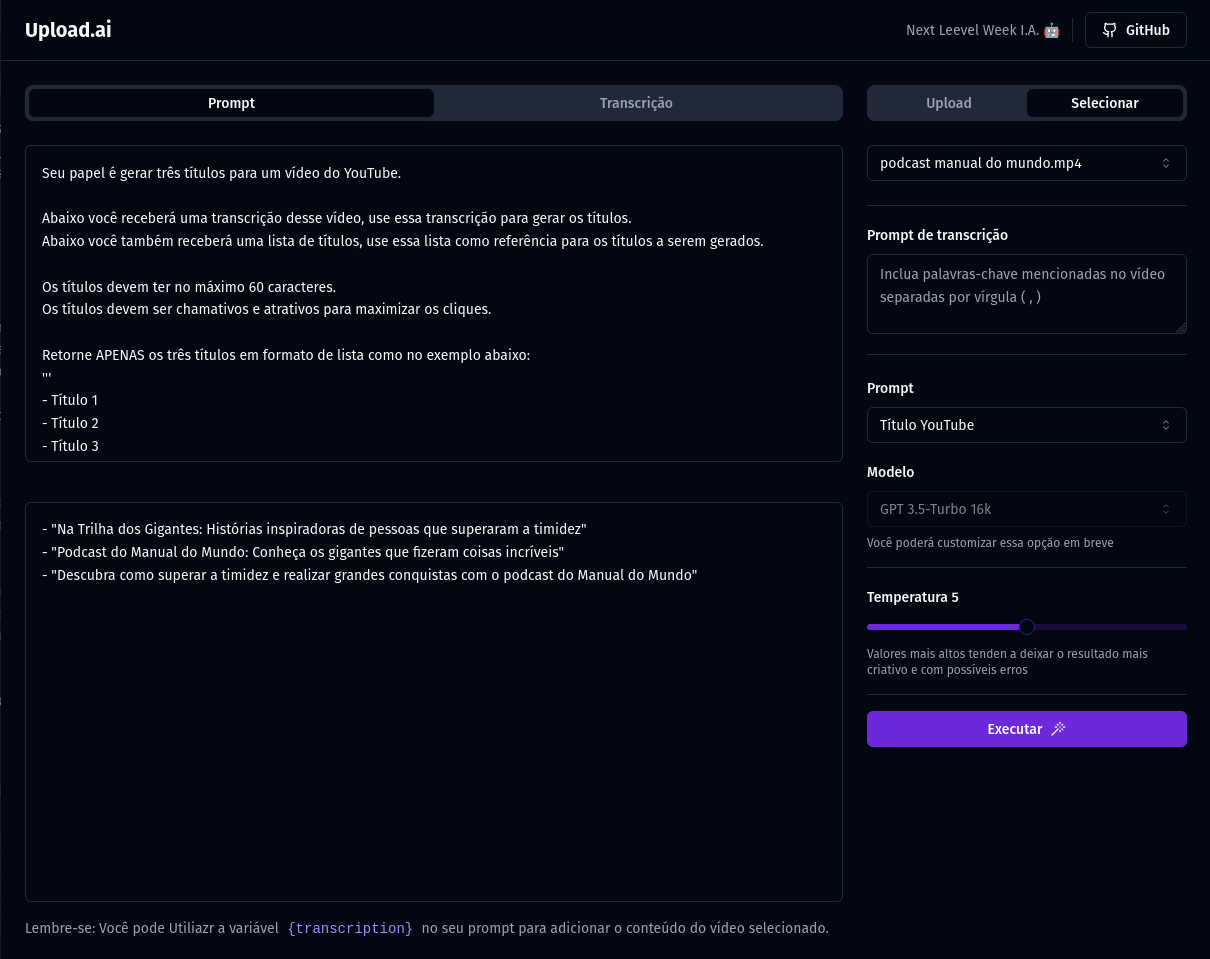 Upload.ai
Next Leevel Week I.A. 🤖
GitHub
Prompt
Transcrição
Upload
Selecionar
Seu papel é gerar três títulos para um vídeo do YouTube.
Abaixo você receberá uma transcrição desse vídeo, use essa transcrição para gerar os títulos.
Abaixo você também receberá uma lista de títulos, use essa lista como referência para os títulos a serem gerados.
Os títulos devem ter no máximo 60 caracteres.
Os títulos devem ser chamativos e atrativos para maximizar os cliques.
Retorne APENAS os três títulos em formato de lista como no exemplo abaixo:
'''
- Título 1
- Título 2
- Título 3
- "Na Trilha dos Gigantes: Histórias inspiradoras de pessoas que superaram a timidez"
- "Podcast do Manual do Mundo: Conheça os gigantes que fizeram coisas incríveis"
- "Descubra como superar a timidez e realizar grandes conquistas com o podcast do Manual do Mundo"
Lembre-se: Você pode Utiliazr a variável {transcription} no seu prompt para adicionar o conteúdo do vídeo selecionado.
podcast manual do mundo.mp4
Prompt de transcrição
Inclua palavras-chave mencionadas no vídeo
separadas por vírgula ( , )
Prompt
Título YouTube
Modelo
GPT 3.5-Turbo 16k
Você poderá customizar essa opção em breve
Temperatura 5
Valores mais altos tendem a deixar o resultado mais
criativo e com possíveis erros
Executar